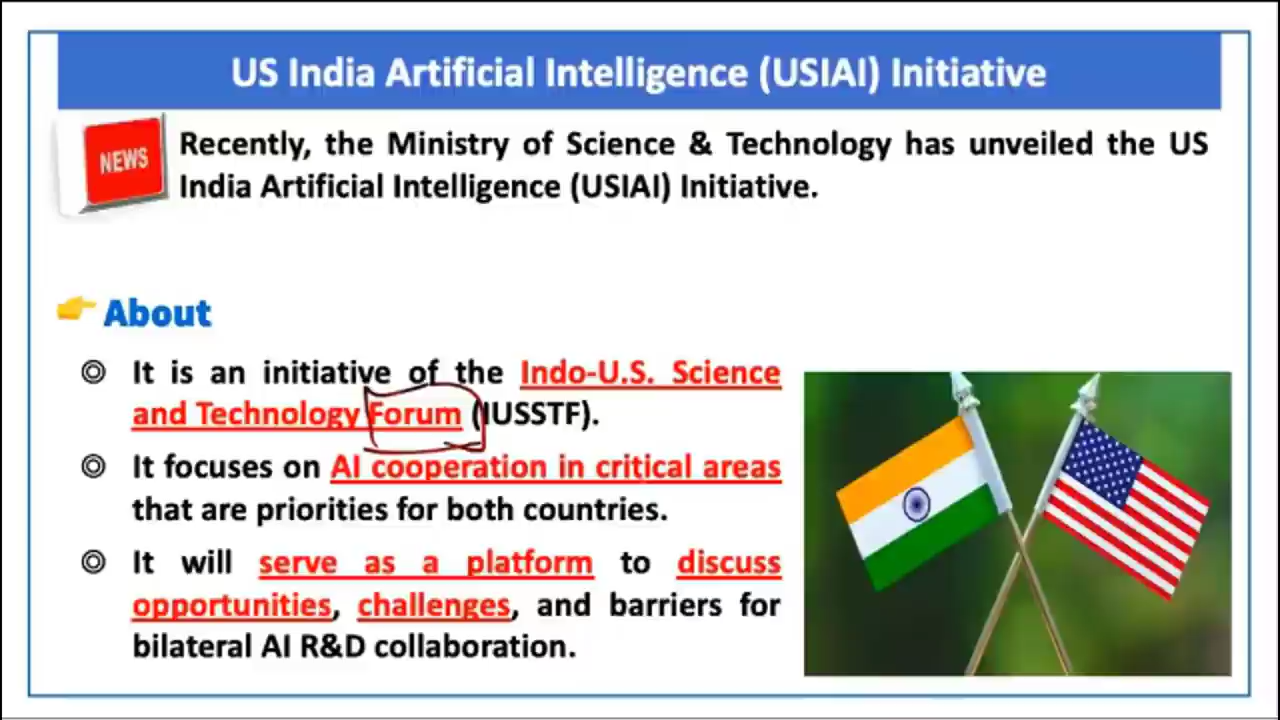 US India Artificial Intelligence (USIAI) Initiative
NEWS
Recently, the Ministry of Science & Technology has unveiled the US
India Artificial Intelligence (USIAI) Initiative.
About
It is an initiative of the Indo-U.S. Science
and Technology Forum (IUSSTF).
It focuses on AI cooperation in critical areas
that are priorities for both countries.
It will serve as a platform to discuss
opportunities, challenges, and barriers for
bilateral AI R&D collaboration.